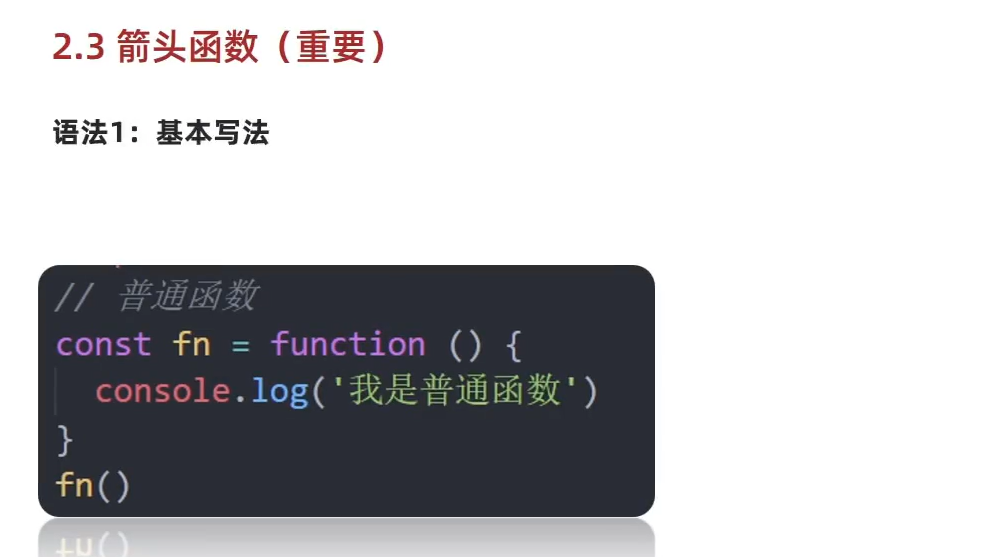 2.3 箭头函数（重要）
语法1：基本写法
// 普通函数
const fn = function () {
  console.log('我是普通函数')
}
fn()